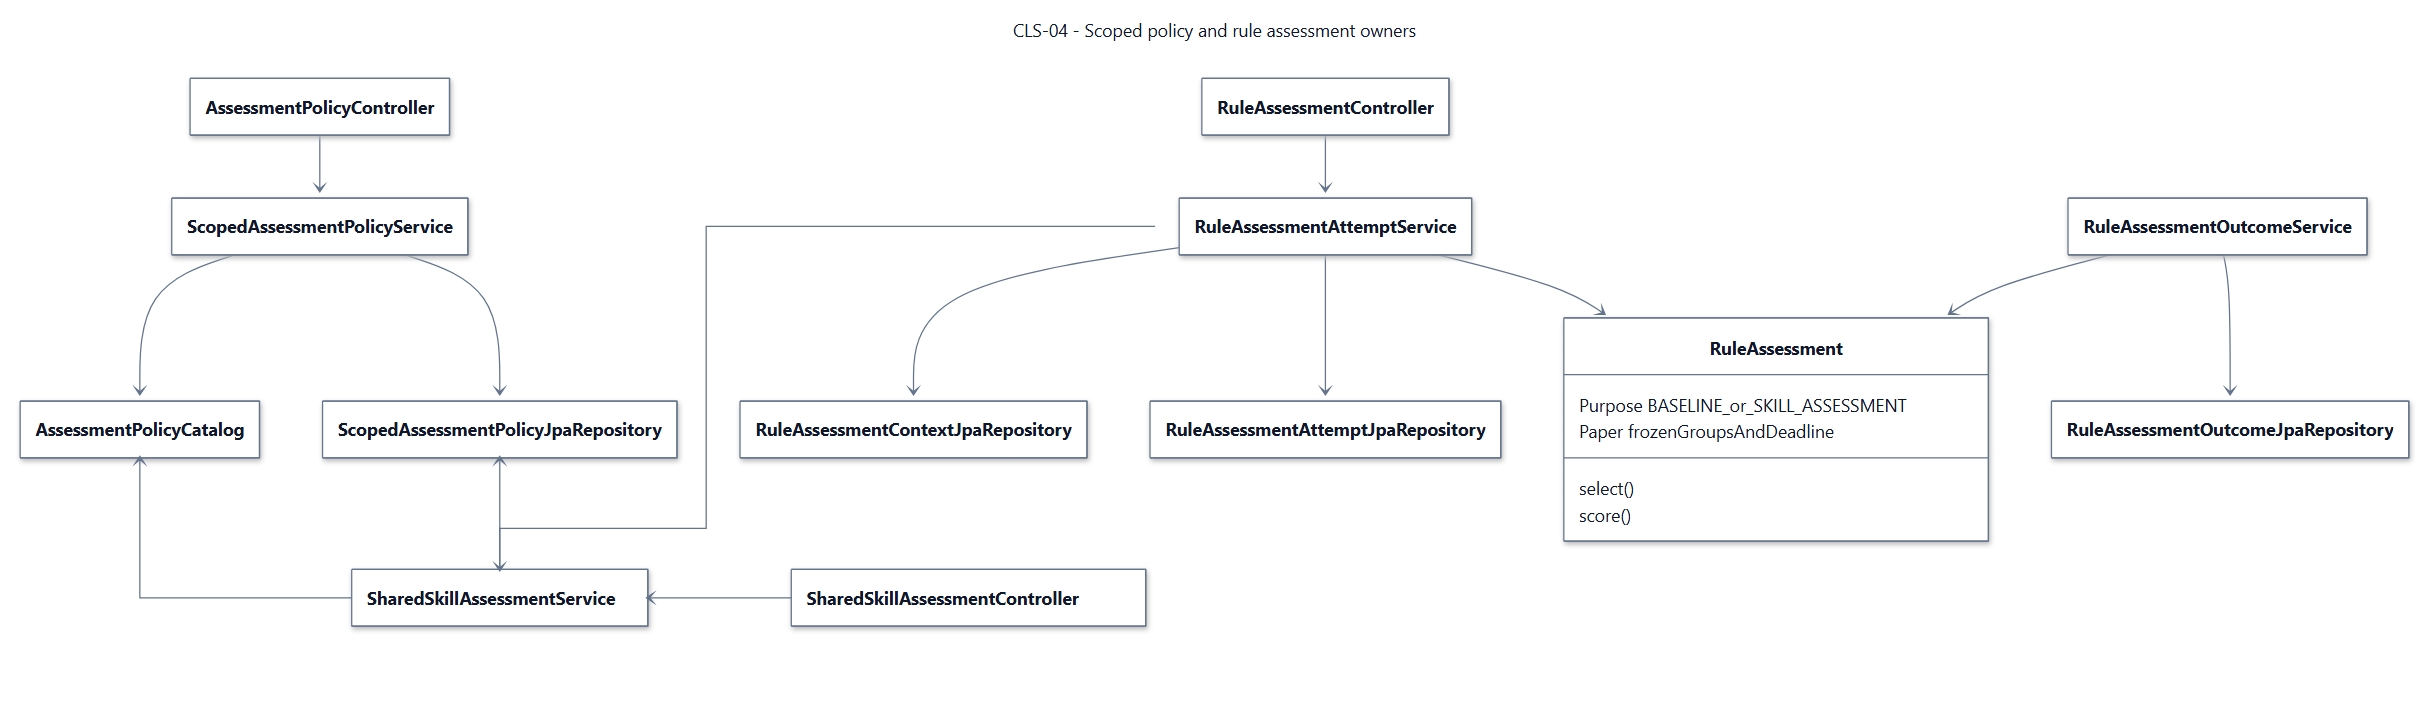 CLS-04 - Scoped policy and rule assessment owners
AssessmentPolicyController
RuleAssessmentController
ScopedAssessmentPolicyService
RuleAssessmentAttemptService
RuleAssessmentOutcomeService
RuleAssessment
Purpose BASELINE_or_SKILL_ASSESSMENT
Paper frozenGroupsAndDeadline
select()
score()
AssessmentPolicyCatalog
ScopedAssessmentPolicyJpaRepository
RuleAssessmentContextJpaRepository
RuleAssessmentAttemptJpaRepository
RuleAssessmentOutcomeJpaRepository
SharedSkillAssessmentService
SharedSkillAssessmentController